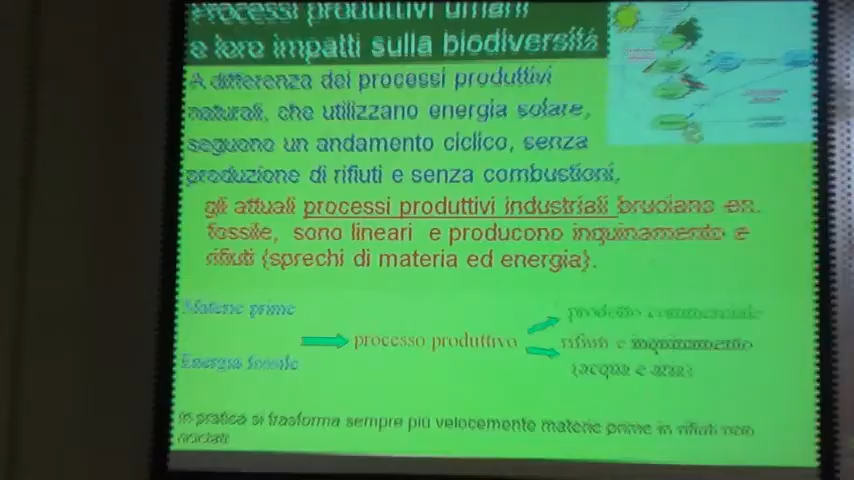 Processi produttivi umani
e loro impatti sulla biodiversità
A differenza dei processi produttivi
naturali, che utilizzano energia solare,
seguono un andamento ciclico, senza
produzione di rifiuti e senza combustioni,
gli attuali processi produttivi industriali bruciano en.
fossile, sono lineari e producono inquinamento e
rifiuti (sprechi di materia ed energia).
Materie prime
prodotto commerciale
processo produttivo
rifiuti e inquinamento
Energia fossile
(acqua e aria)
In pratica si trasforma sempre più velocemente materie prime in rifiuti non
riciclati